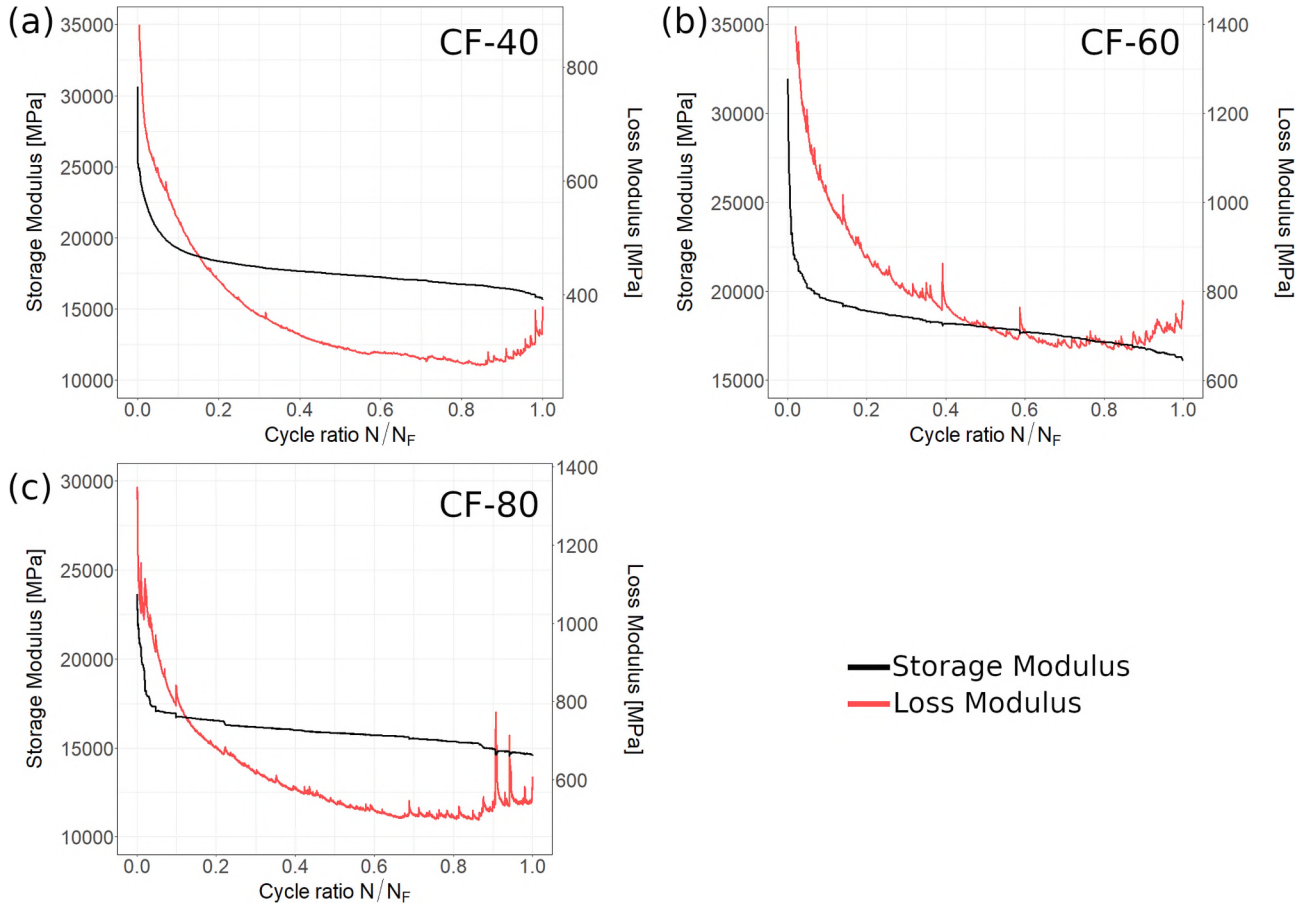 (a)
CF-40
Storage Modulus [MPa]
35000
30000
25000
20000
15000
10000
800
600
400
Loss Modulus [MPa]
0.0 0.2 0.4 0.6 0.8 1.0
Cycle ratio N/N_F
(b)
CF-60
Storage Modulus [MPa]
35000
30000
25000
20000
15000
1400
1200
1000
800
600
Loss Modulus [MPa]
0.0 0.2 0.4 0.6 0.8 1.0
Cycle ratio N/N_F
(c)
CF-80
Storage Modulus [MPa]
30000
25000
20000
15000
10000
1400
1200
1000
800
600
Loss Modulus [MPa]
0.0 0.2 0.4 0.6 0.8 1.0
Cycle ratio N/N_F
Storage Modulus
Loss Modulus